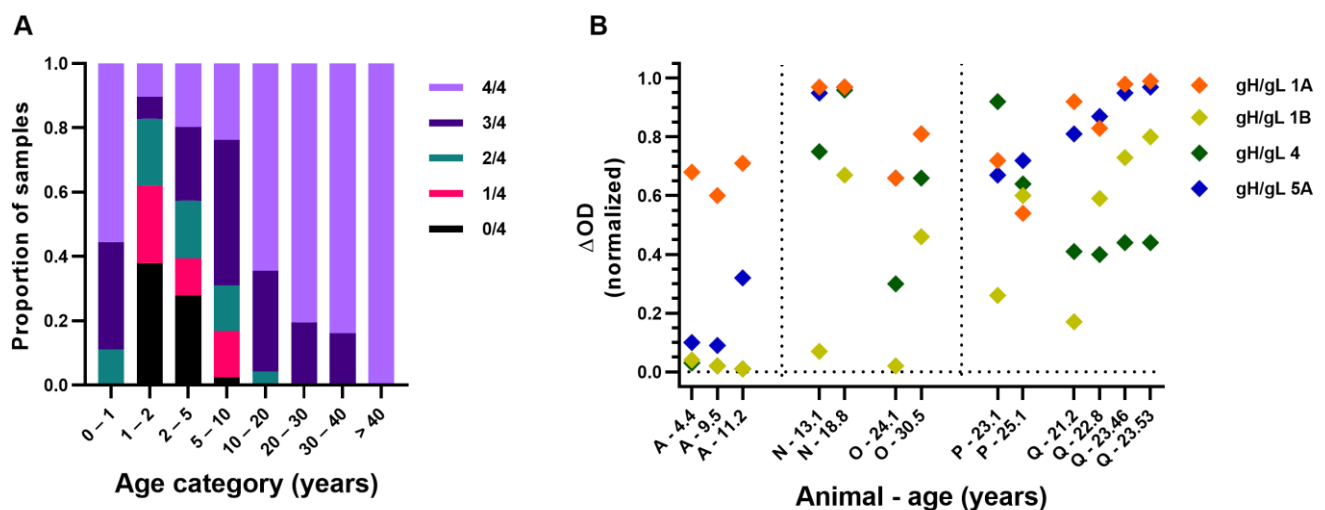 A
Proportion of samples
1.0
0.8
0.6
0.4
0.2
0.0
0 – 1
1 – 2
2 – 5
5 – 10
10 – 20
20 – 30
30 – 40
> 40
Age category (years)
4/4
3/4
2/4
1/4
0/4
B
ΔOD
(normalized)
1.0
0.8
0.6
0.4
0.2
0.0
A - 4.4
A - 9.5
A - 11.2
N - 13.1
N - 18.8
O - 24.1
O - 30.5
P - 23.1
P - 25.1
Q - 21.2
Q - 22.8
Q - 23.46
Q - 23.53
Animal - age (years)
gH/gL 1A
gH/gL 1B
gH/gL 4
gH/gL 5A